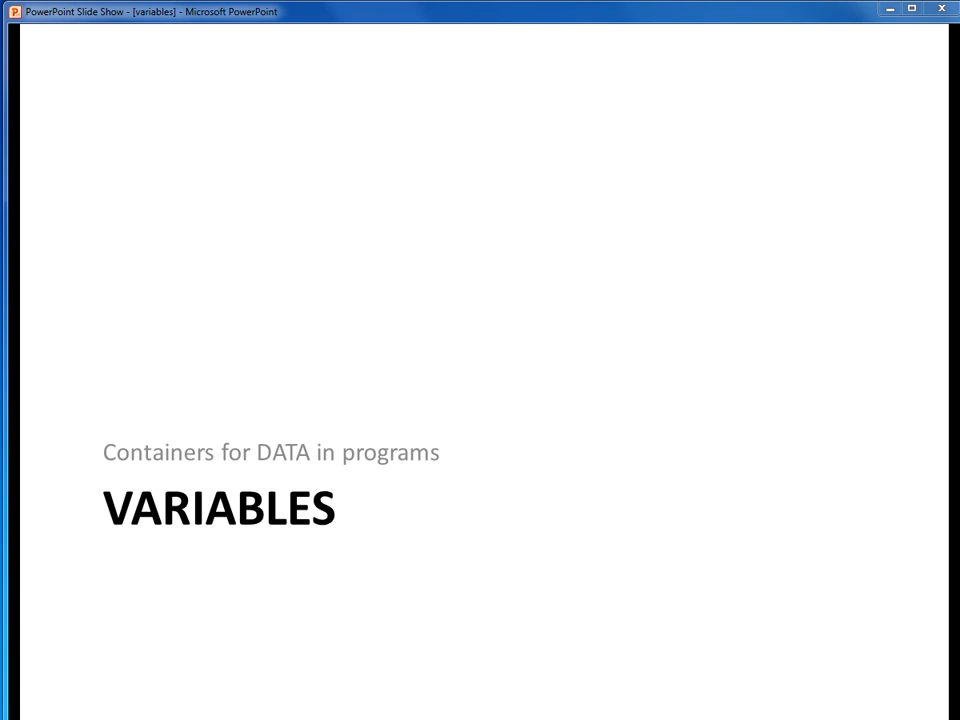 PowerPoint Slide Show - [variables] - Microsoft PowerPoint
Containers for DATA in programs
VARIABLES